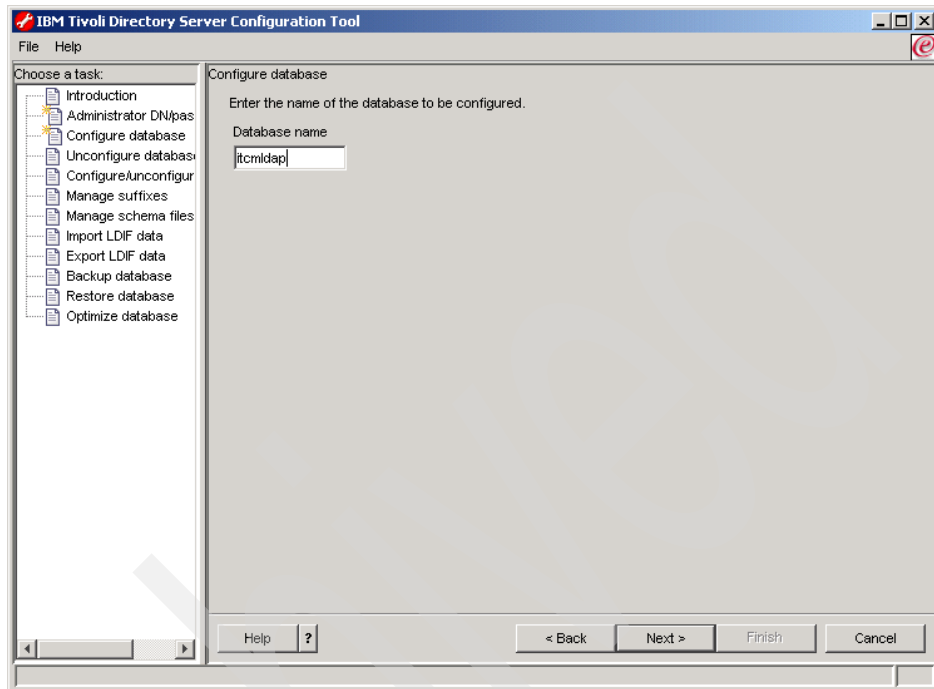 IBM Tivoli Directory Server Configuration Tool
File Help
Choose a task:
Introduction
Administrator DN/pas
Configure database
Unconfigure databas
Configure/unconfigur
Manage suffixes
Manage schema files
Import LDIF data
Export LDIF data
Backup database
Restore database
Optimize database
Configure database
Enter the name of the database to be configured.
Database name
itcmldap
Help ? < Back Next > Finish Cancel